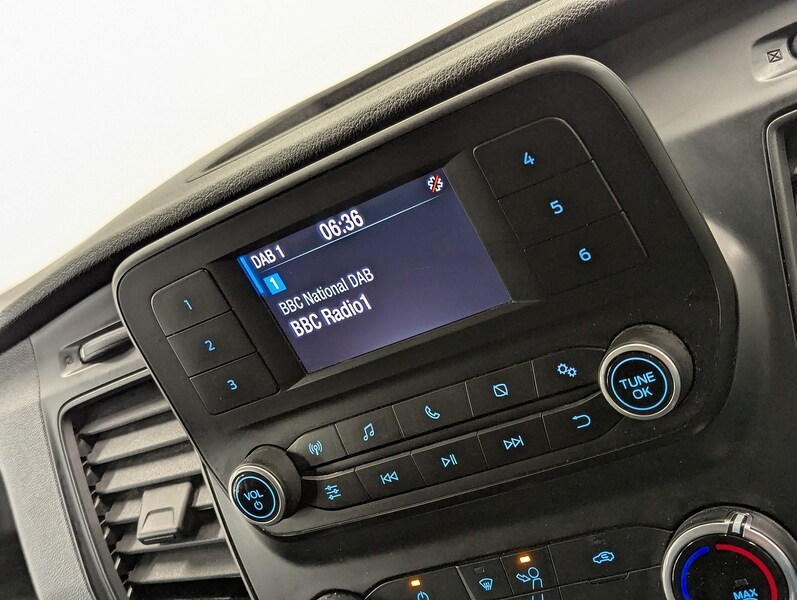 DAB 1
06:36
1
BBC National DAB
BBC Radio1
1
2
3
4
5
6
TUNE
OK
VOL
MAX